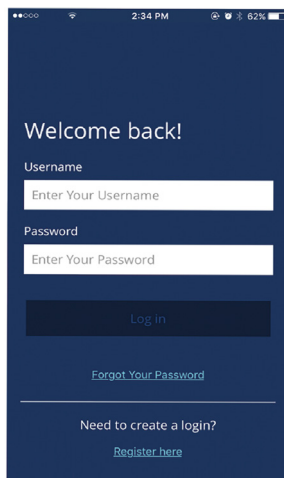 2:34 PM 62%
Welcome back!
Username
Enter Your Username
Password
Enter Your Password
Log in
Forgot Your Password
Need to create a login?
Register here